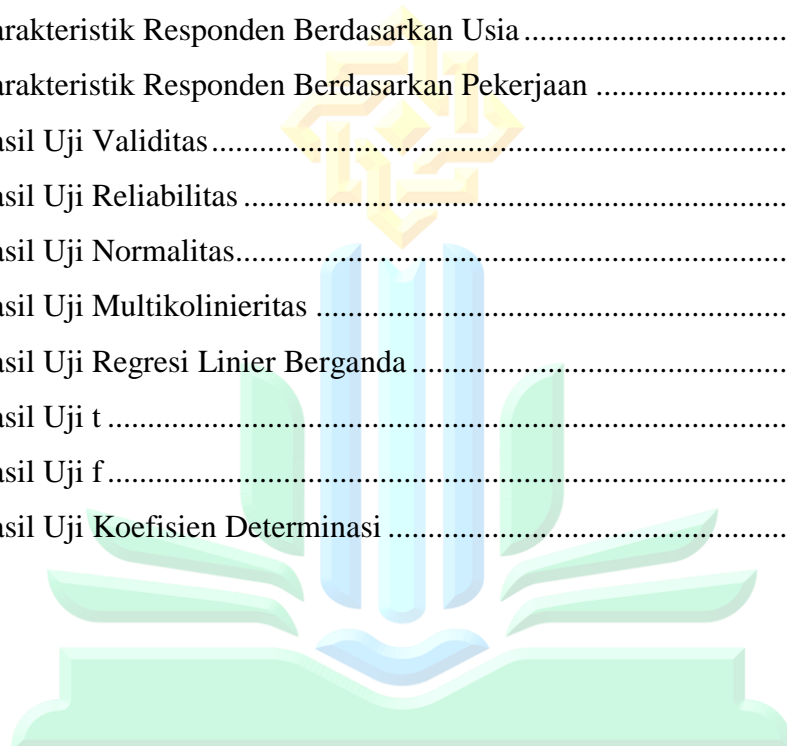 arakteristik Responden Berdasarkan Usia ..................................
arakteristik Responden Berdasarkan Pekerjaan ........................
asil Uji Validitas .........................................................................
asil Uji Reliabilitas .....................................................................
asil Uji Normalitas......................................................................
asil Uji Multikolinieritas ............................................................
asil Uji Regresi Linier Berganda ................................................
asil Uji t ......................................................................................
asil Uji f ......................................................................................
asil Uji Koefisien Determinasi ...................................................